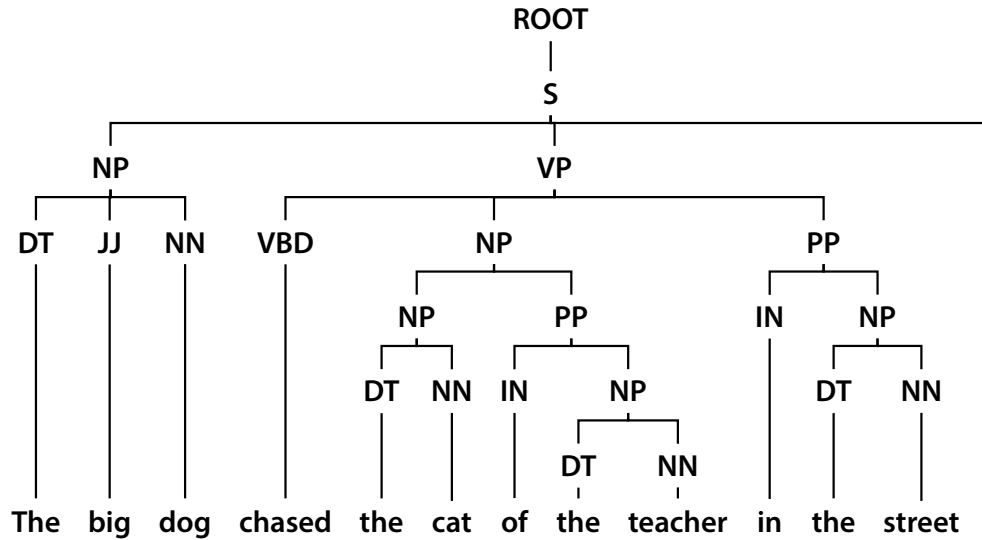 ROOT
S
NP VP
DT JJ NN VBD NP PP
NP PP IN NP
DT NN IN NP DT NN
DT NN
The big dog chased the cat of the teacher in the street